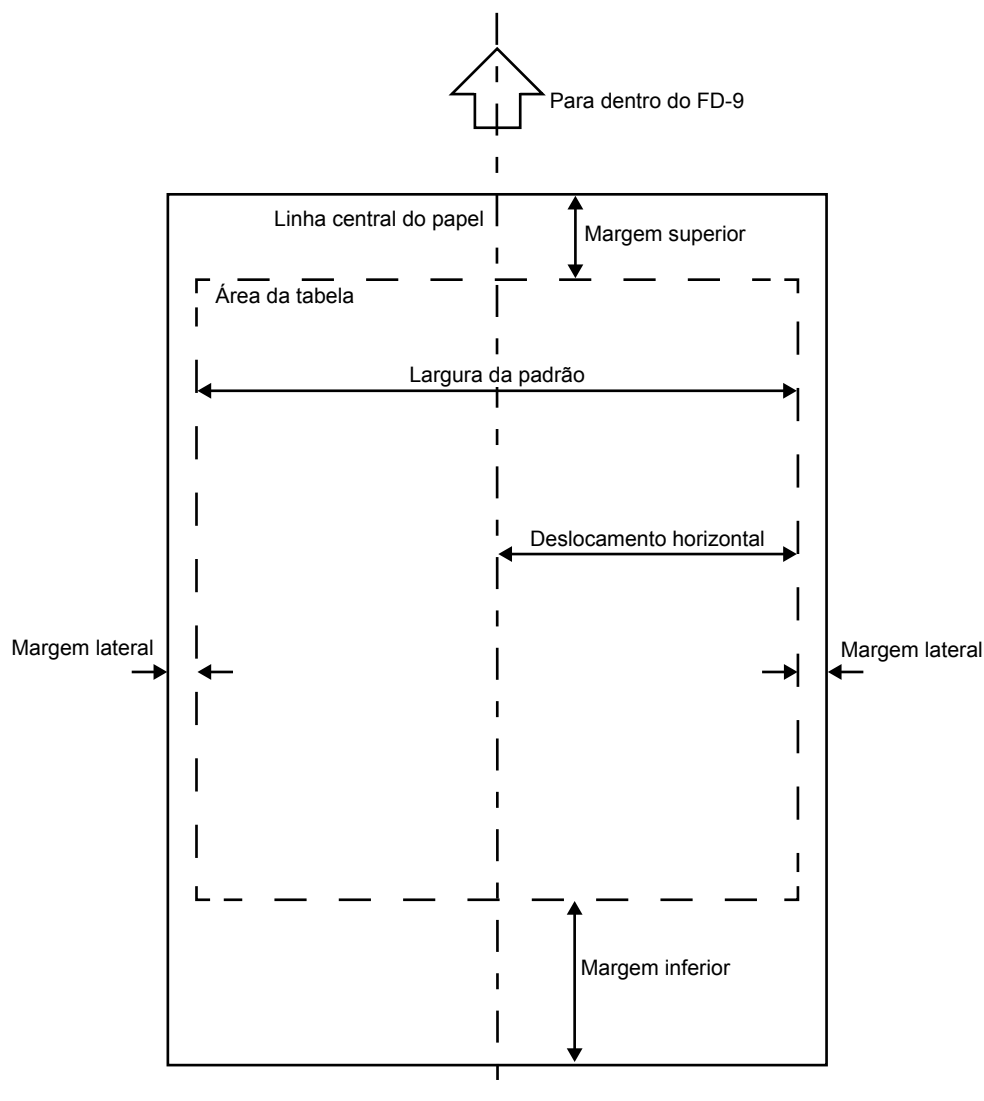 Para dentro do FD-9
Linha central do papel
Margem superior
Área da tabela
Largura da padrão
Deslocamento horizontal
Margem lateral
Margem lateral
Margem inferior